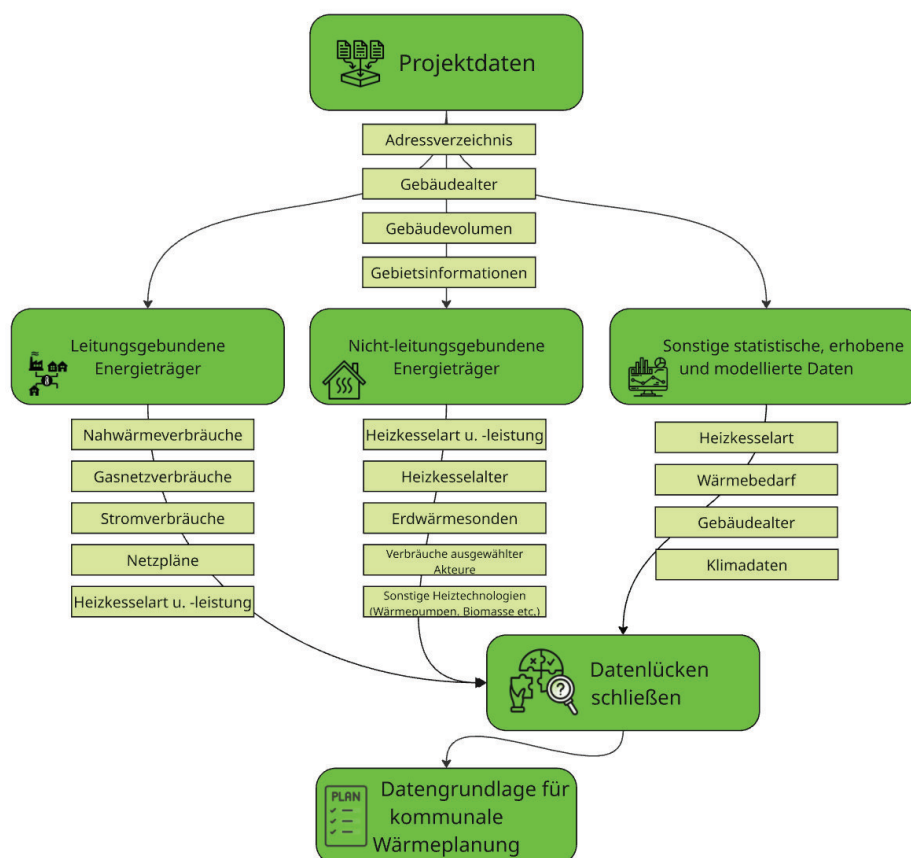 Projektdaten
Adressverzeichnis
Gebäudealter
Gebäudevolumen
Gebietsinformationen
Leitungsgebundene
Energieträger
Nicht-leitungsgebundene
Energieträger
Sonstige statistische, erhobene
und modellierte Daten
Nahwärmeverbräuche
Gasnetzverbräuche
Stromverbräuche
Netzpläne
Heizkesselart u. -leistung
Heizkesselart u. -leistung
Heizkesselalter
Erdwärmesonden
Verbräuche ausgewählter
Akteure
Sonstige Heiztechnologien
(Wärmepumpen, Biomasse etc.)
Heizkesselart
Wärmebedarf
Gebäudealter
Klimadaten
Datenlücken
schließen
PLAN
Datengrundlage für
kommunale
Wärmeplanung